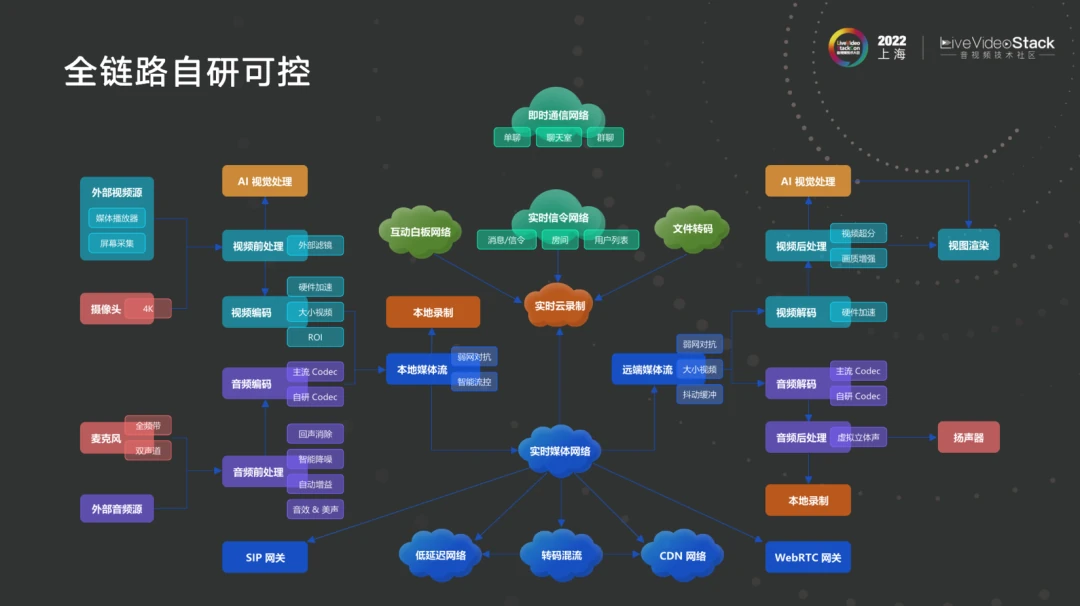 全链路自研可控
LiveVideo
StackCon
2022
上海
LiveVideoStack
音视频技术社区
即时通信网络
单聊
聊天室
群聊
外部视频源
媒体播放器
屏幕采集
摄像头
4K
AI 视觉处理
视频前处理
外部滤镜
视频编码
硬件加速
大小视频
ROI
音频编码
主流 Codec
自研 Codec
麦克风
全频带
双声道
外部音频源
音频前处理
回声消除
智能降噪
自动增益
音效 & 美声
互动白板网络
实时信令网络
消息/信令
房间
用户列表
文件转码
本地录制
实时云录制
本地媒体流
弱网对抗
智能流控
远端媒体流
弱网对抗
大小视频
抖动缓冲
实时媒体网络
SIP 网关
低延迟网络
转码混流
CDN 网络
WebRTC 网关
AI 视觉处理
视频后处理
视频超分
画质增强
视图渲染
视频解码
硬件加速
音频解码
主流 Codec
自研 Codec
音频后处理
虚拟立体声
扬声器
本地录制